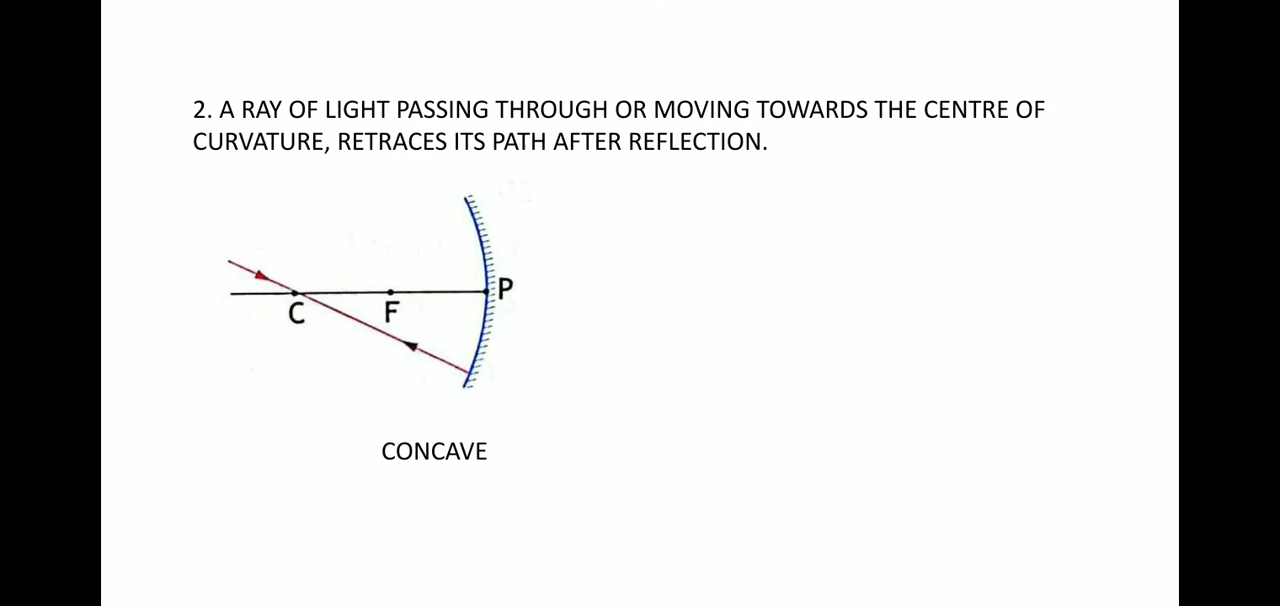 2. A RAY OF LIGHT PASSING THROUGH OR MOVING TOWARDS THE CENTRE OF
CURVATURE, RETRACES ITS PATH AFTER REFLECTION.
P
C
F
CONCAVE